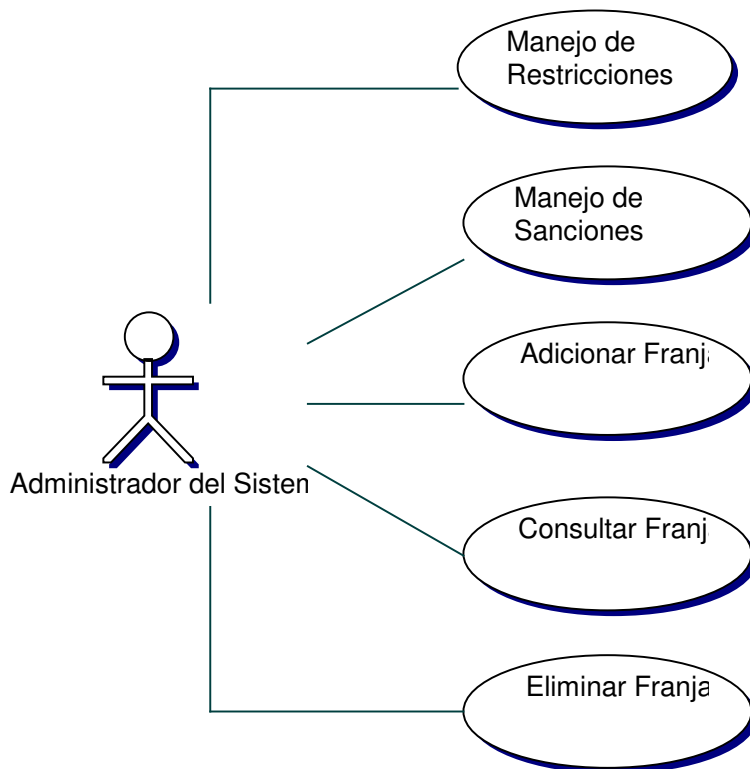 Manejo de
Restricciones
Manejo de
Sanciones
Adicionar Franja
Consultar Franj
Administrador del Sisten
Eliminar Franja